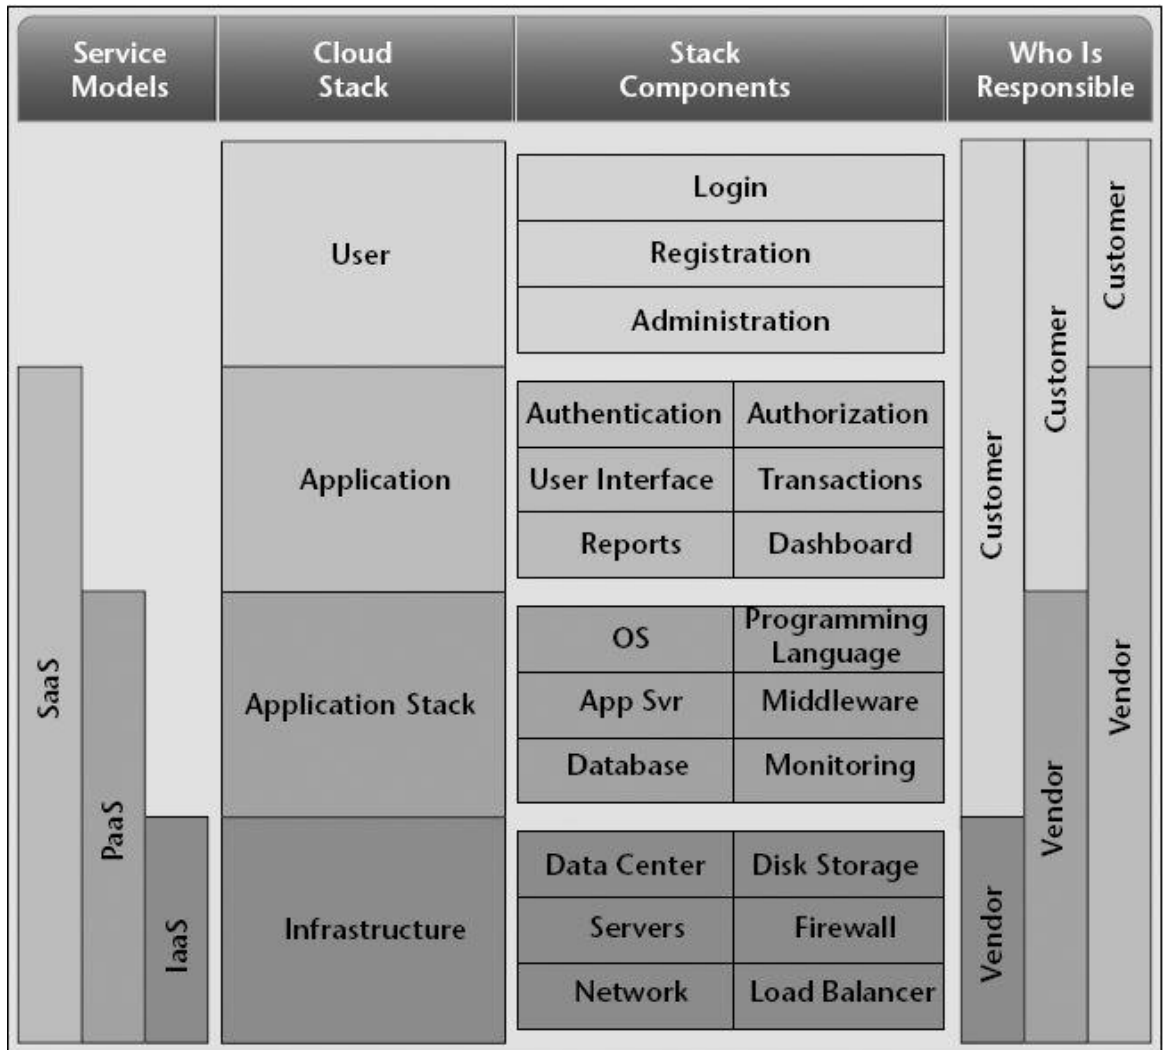 Service
Models
Cloud
Stack
Stack
Components
Who Is
Responsible
User
Login
Registration
Administration
Application
Authentication
Authorization
User Interface
Transactions
Reports
Dashboard
Application Stack
OS
Programming
Language
App Svr
Middleware
Database
Monitoring
Infrastructure
Data Center
Disk Storage
Servers
Firewall
Network
Load Balancer
SaaS
PaaS
IaaS
Customer
Vendor
Customer
Vendor
Customer
Vendor